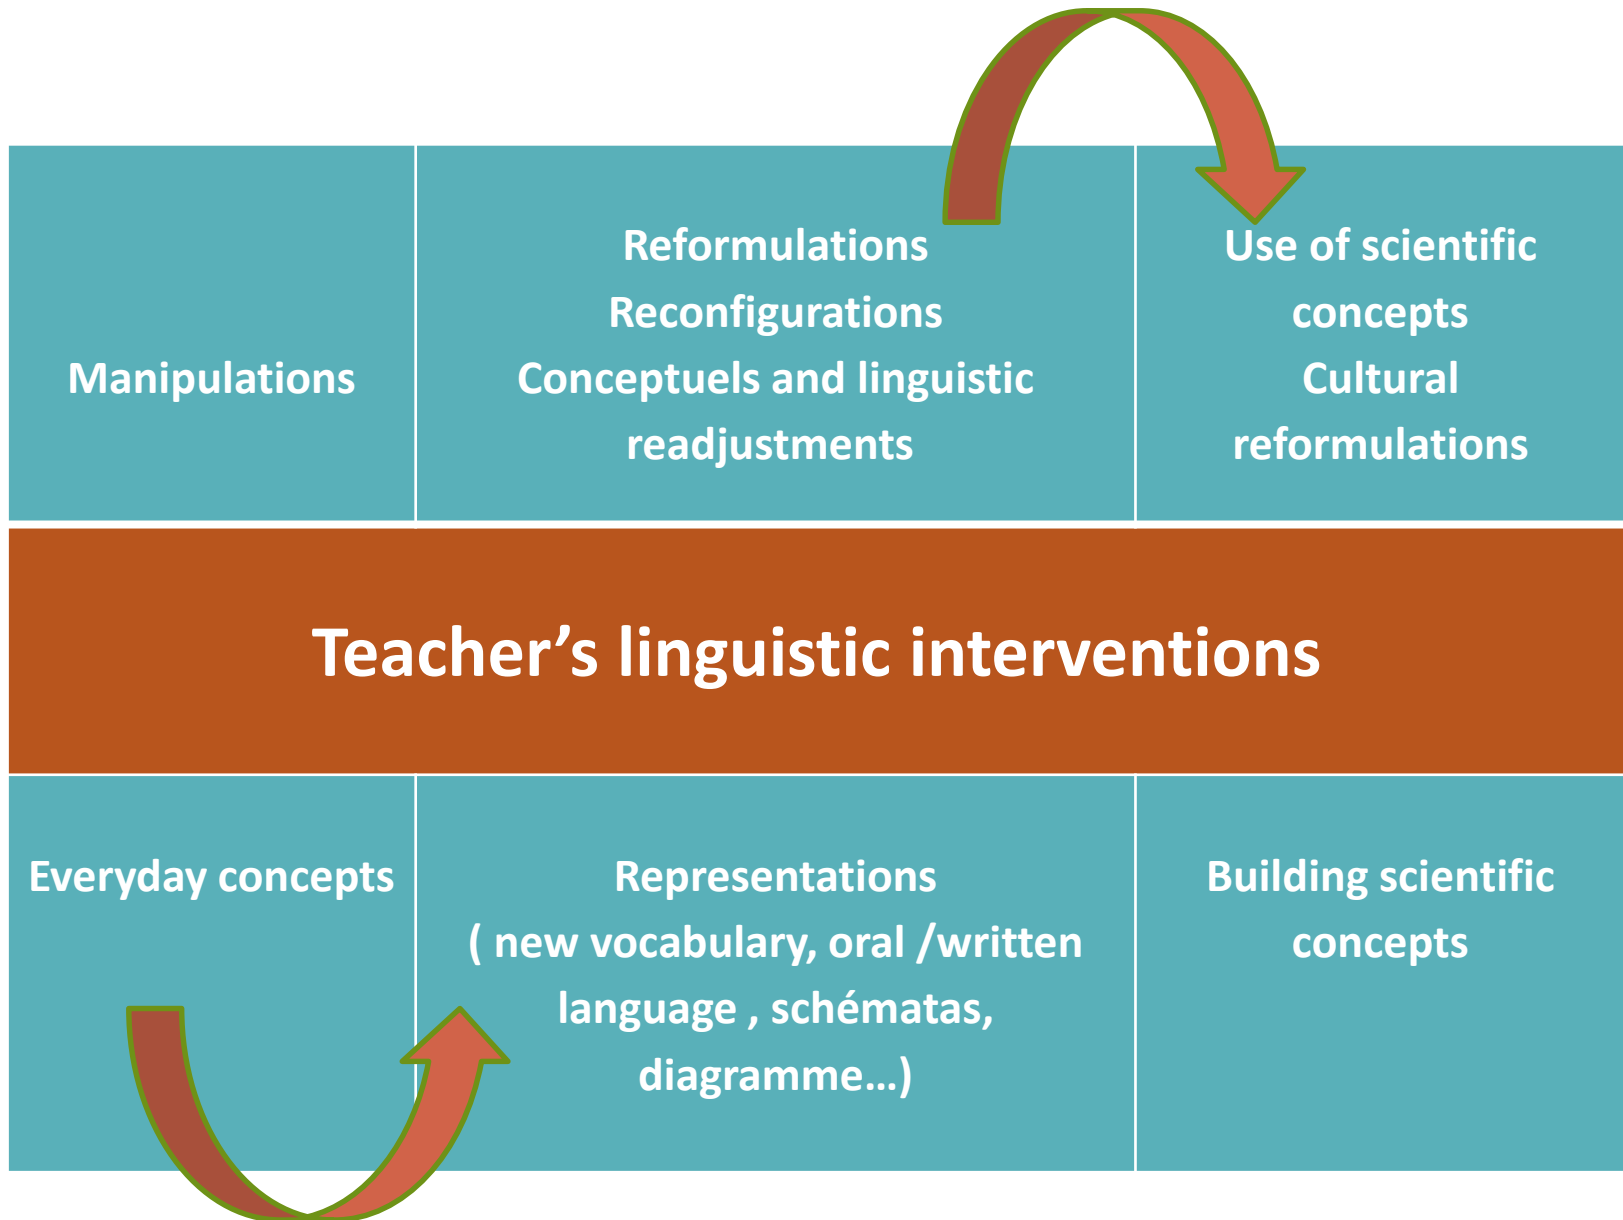 Manipulations
Reformulations
Reconfigurations
Conceptuels and linguistic
readjustments
Use of scientific
concepts
Cultural
reformulations
Teacher’s linguistic interventions
Everyday concepts
Representations
( new vocabulary, oral /written
language , schématas,
diagramme…)
Building scientific
concepts